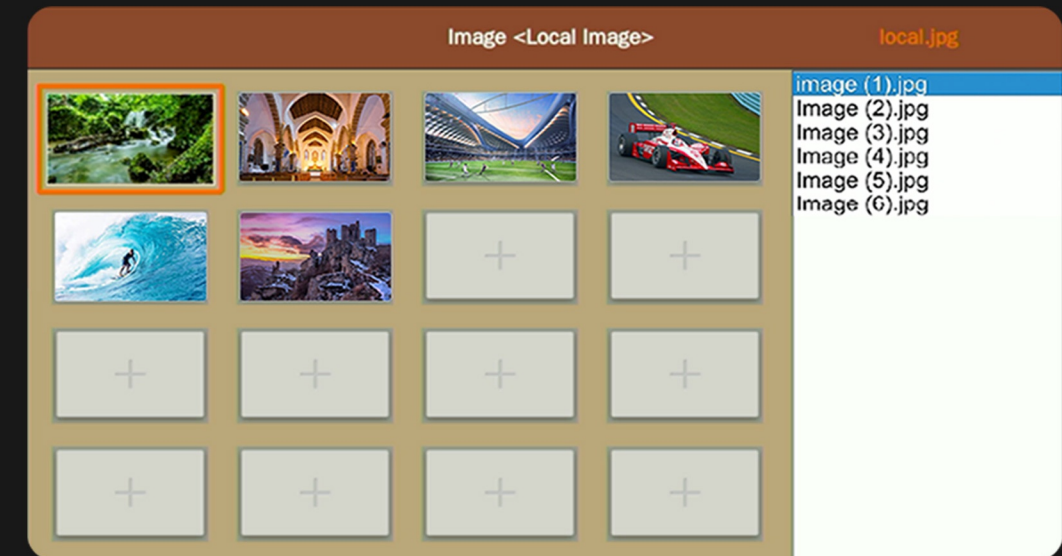 Image <Local Image>
local.jpg
image (1).jpg
Image (2).jpg
Image (3).jpg
Image (4).jpg
Image (5).jpg
Image (6).jpg